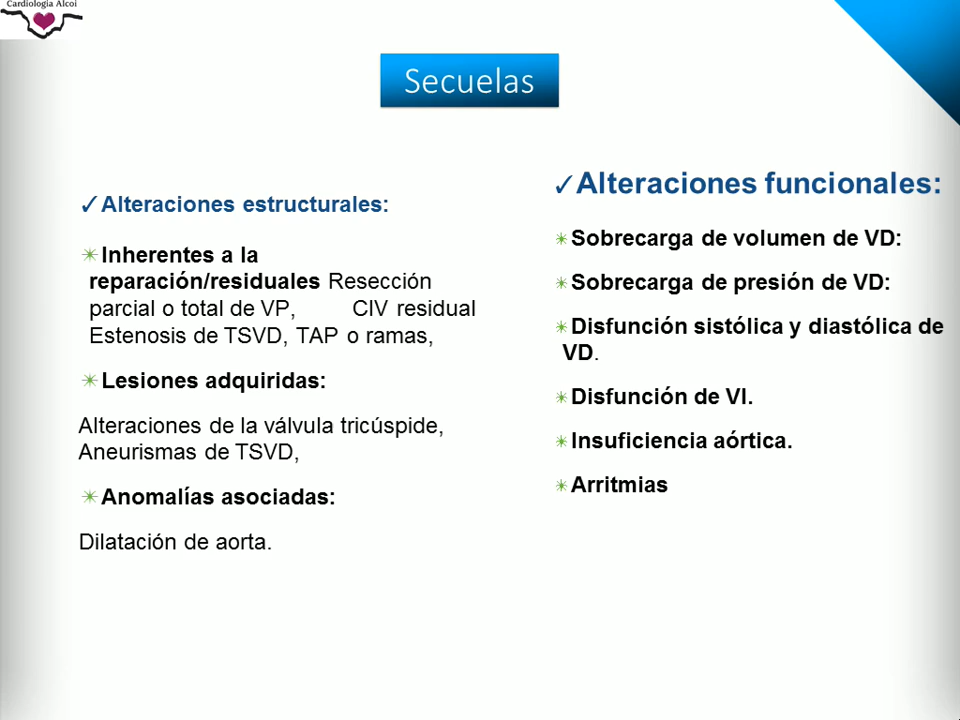 Cardiología Alcoi
Secuelas
✓Alteraciones estructurales:
✴Inherentes a la
reparación/residuales Resección
parcial o total de VP, CIV residual
Estenosis de TSVD, TAP o ramas,
✴Lesiones adquiridas:
Alteraciones de la válvula tricúspide,
Aneurismas de TSVD,
✴Anomalías asociadas:
Dilatación de aorta.
✓Alteraciones funcionales:
✴Sobrecarga de volumen de VD:
✴Sobrecarga de presión de VD:
✴Disfunción sistólica y diastólica de
VD.
✴Disfunción de VI.
✴Insuficiencia aórtica.
✴Arritmias